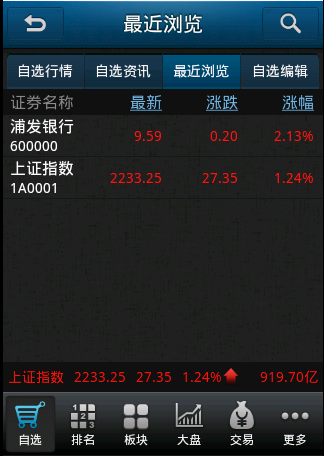 最近浏览
自选行情 自选资讯 最近浏览 自选编辑
证券名称 最新 涨跌 涨幅
浦发银行
600000 9.59 0.20 2.13%
上证指数
1A0001 2233.25 27.35 1.24%
上证指数 2233.25 27.35 1.24% 919.70亿
自选 排名 板块 大盘 交易 更多